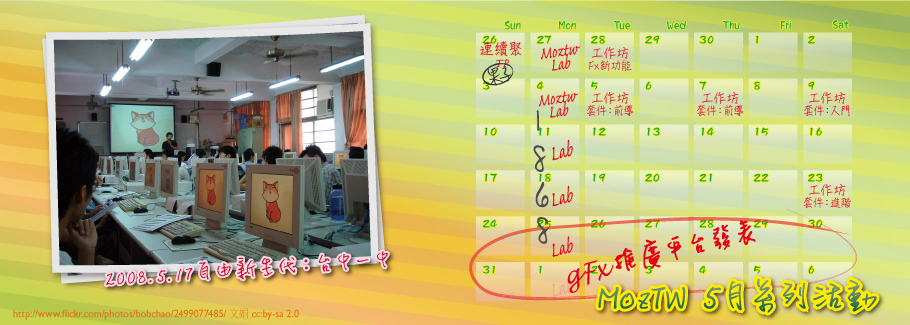 Sun Mon Tue Wed Thu Fri Sat
26 27 28 29 30 1 2
連續聚
Moztw
Lab
工作坊
Fx新功能
3 4 5 6 7 8 9
Moztw
Lab
工作坊
套件:前導
工作坊
套件:前導
工作坊
套件:入門
1
10 11 12 13 14 15 16
8 Lab
17 18 19 20 21 22 23
6 Lab
工作坊
套件:進階
24 25 26 27 28 29 30
8 Lab
gFx推廣平台發表
31 1 2 3 4 5 6
MozTW 5月系列活動
2008.5.17自由新生代:台中一中
http://www.flickr.com/photos/bobchao/2499077485/ 文娟 cc:by-sa 2.0